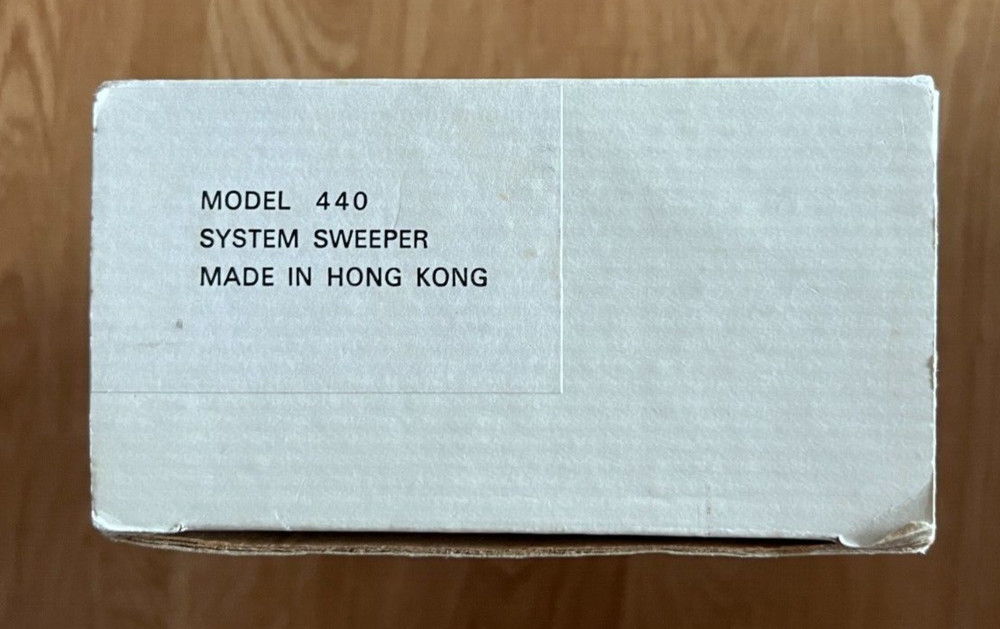 MODEL 440
SYSTEM SWEEPER
MADE IN HONG KONG